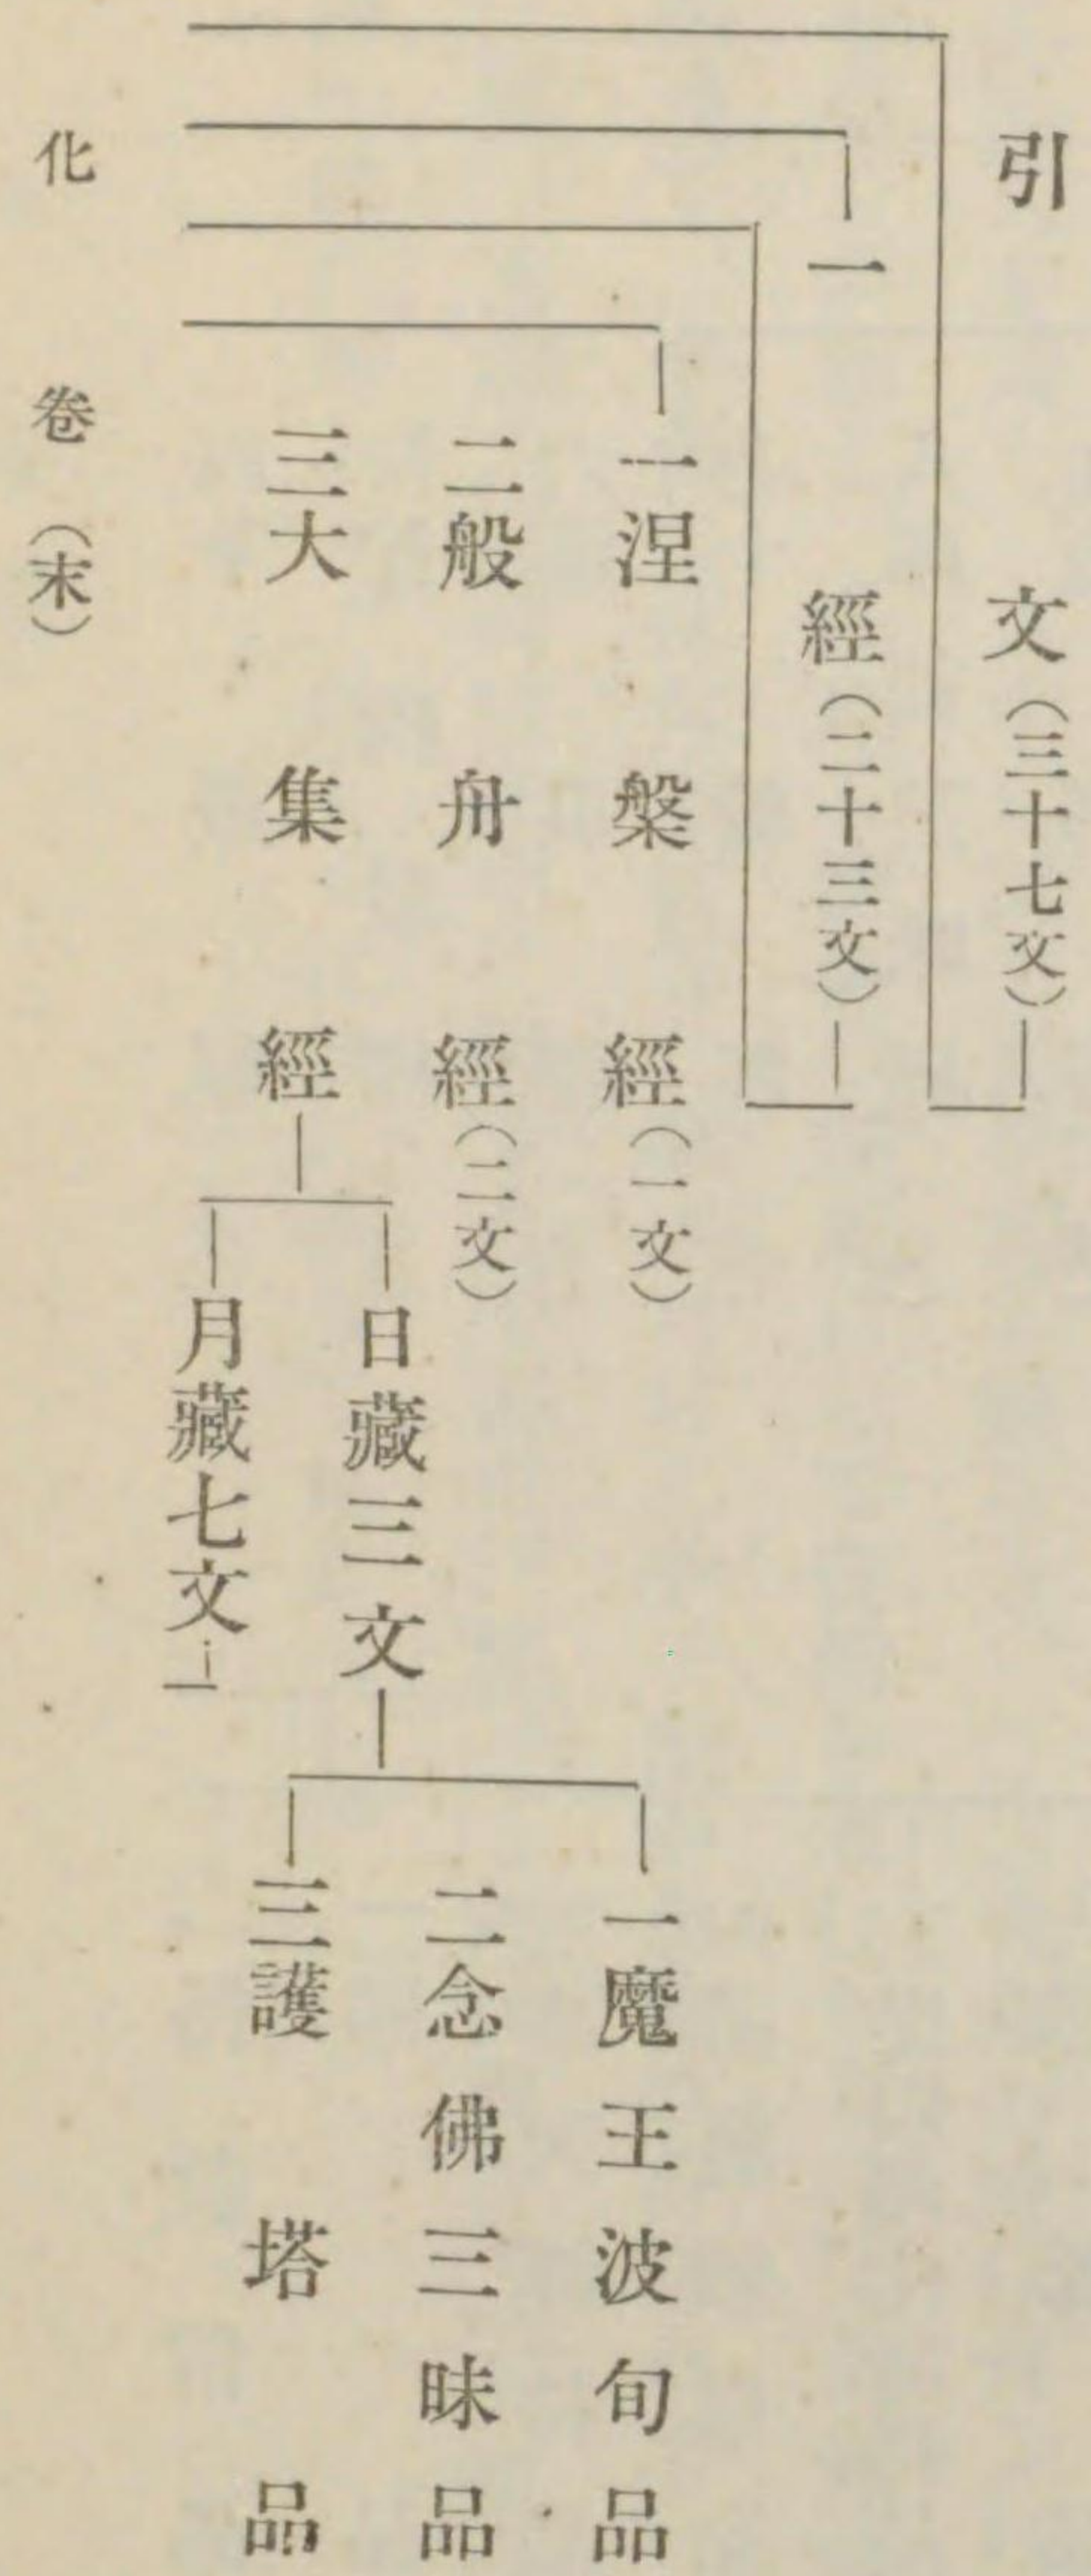 引文(三十七文)
一經(二十三文)
一涅槃經(一文)
二般舟經(二文)
三大集經
日藏三文
一魔王波旬品
二念佛三昧品
三護塔品
月藏七文
化卷(末)